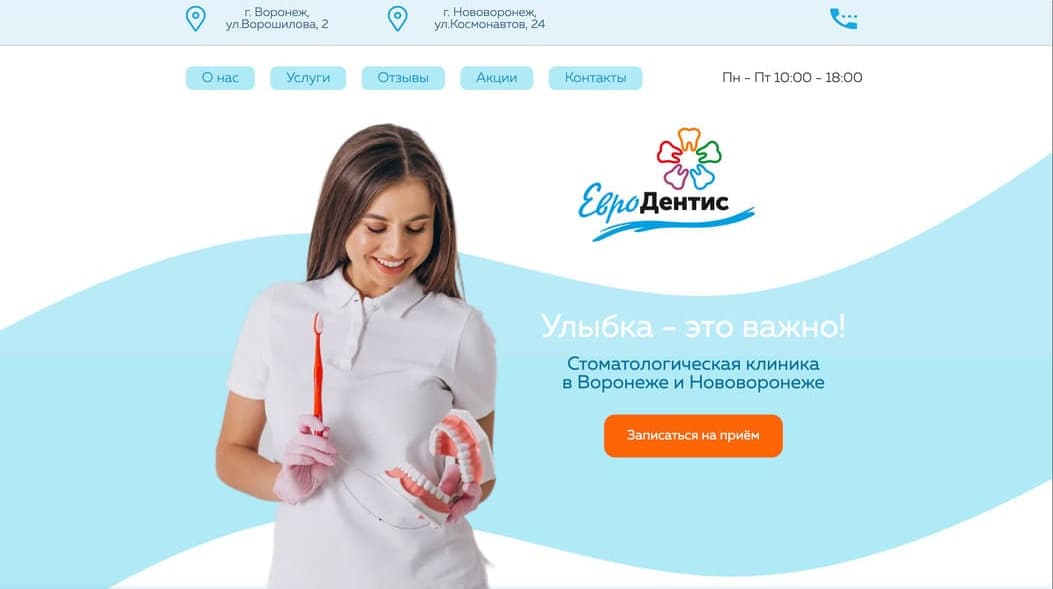 г. Воронеж,
ул.Ворошилова, 2
г. Нововоронеж,
ул.Космонавтов, 24
О нас
Услуги
Отзывы
Акции
Контакты
Пн - Пт 10:00 - 18:00
ЕвроДентис
Улыбка - это важно!
Стоматологическая клиника
в Воронеже и Нововоронеже
Записаться на приём